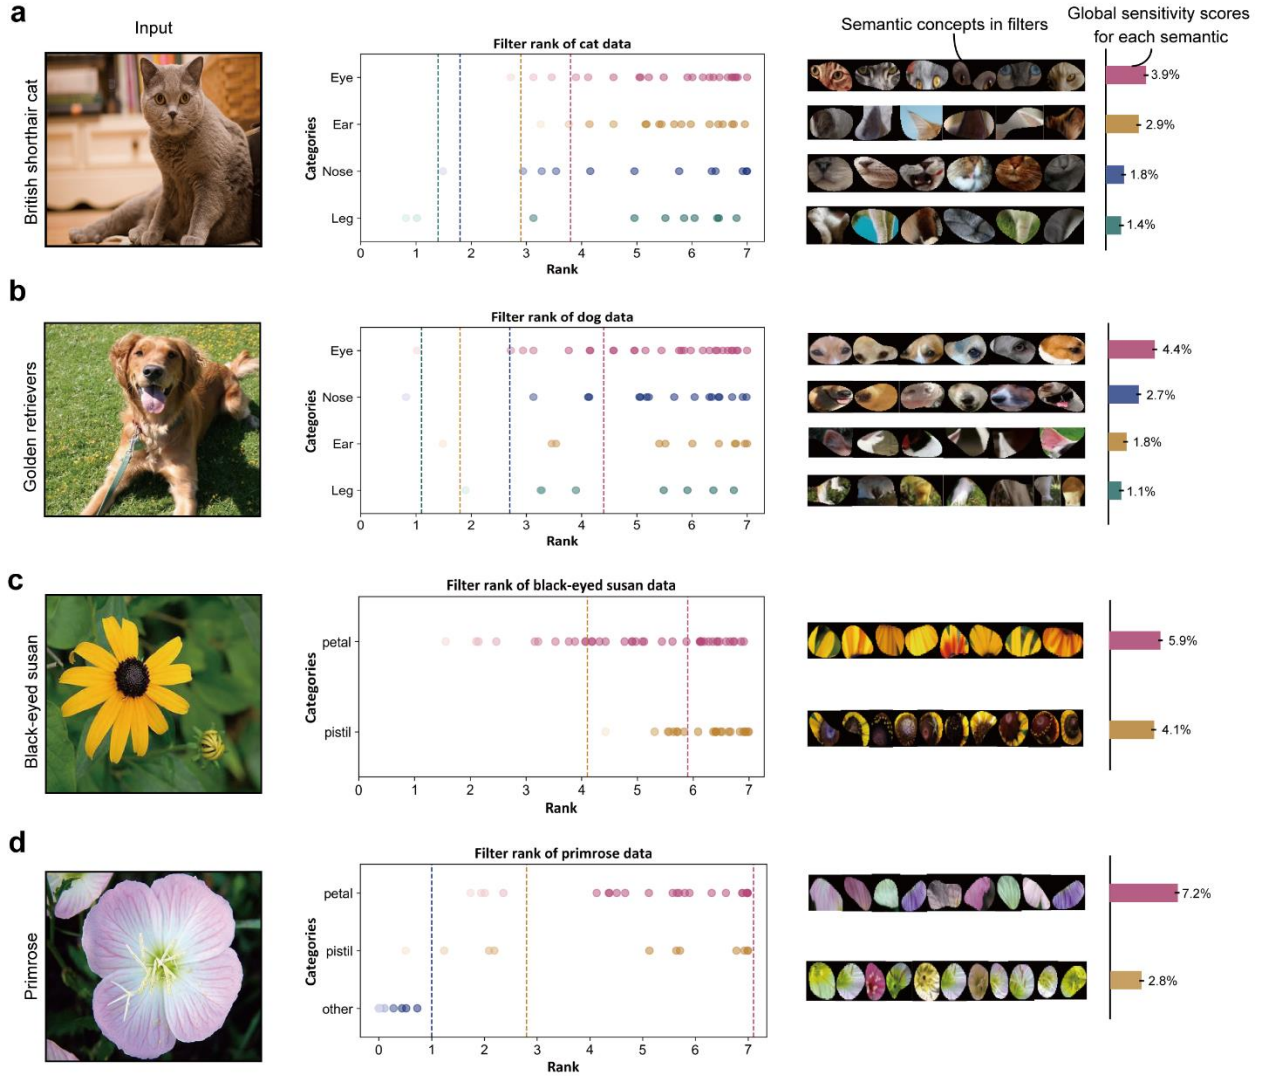 a
Input
Semantic concepts in filters
Global sensitivity scores
for each semantic
British shorthair cat
Filter rank of cat data
Categories
Eye
Ear
Nose
Leg
0 1 2 3 4 5 6 7
Rank
3.9%
2.9%
1.8%
1.4%
b
Golden retrievers
Filter rank of dog data
Categories
Eye
Nose
Ear
Leg
0 1 2 3 4 5 6 7
Rank
4.4%
2.7%
1.8%
1.1%
c
Black-eyed susan
Filter rank of black-eyed susan data
Categories
petal
pistil
0 1 2 3 4 5 6 7
Rank
5.9%
4.1%
d
Primrose
Filter rank of primrose data
Categories
petal
pistil
other
0 1 2 3 4 5 6 7
Rank
7.2%
2.8%